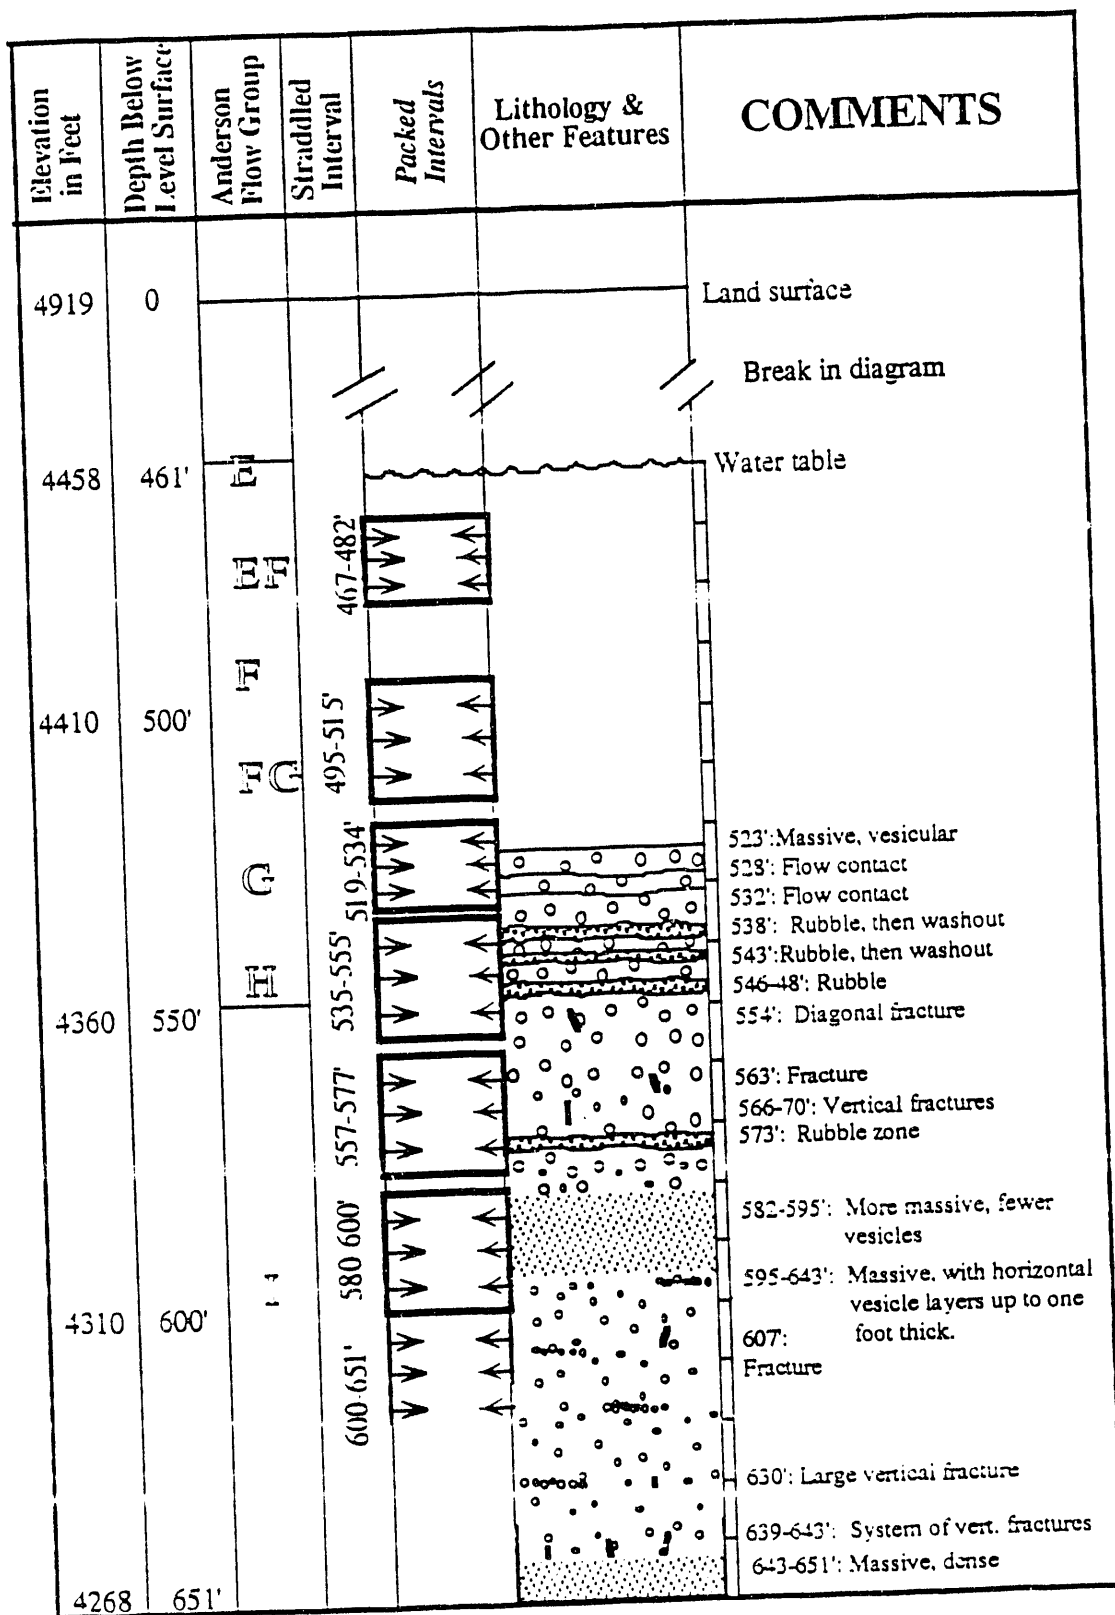 Elevation
in Feet
Depth Below
Level Surface
Anderson
Flow Group
Straddled
Interval
Packed
Intervals
Lithology &
Other Features
COMMENTS
4919 0 Land surface
Break in diagram
4458 461' E Water table
467-482'
EF
F
4410 500' 495-515'
FG
519-534'
523':Massive, vesicular
528': Flow contact
G
532': Flow contact
538': Rubble, then washout
543':Rubble, then washout
535-555'
H
546-48': Rubble
4360 550' 554': Diagonal fracture
557-577'
563': Fracture
566-70': Vertical fractures
573': Rubble zone
580 600'
582-595': More massive, fewer
vesicles
I
595-643': Massive, with horizontal
vesicle layers up to one
foot thick.
4310 600'
607':
Fracture
600-651'
630': Large vertical fracture
639-643': System of vert. fractures
643-651': Massive, dense
4268 651'